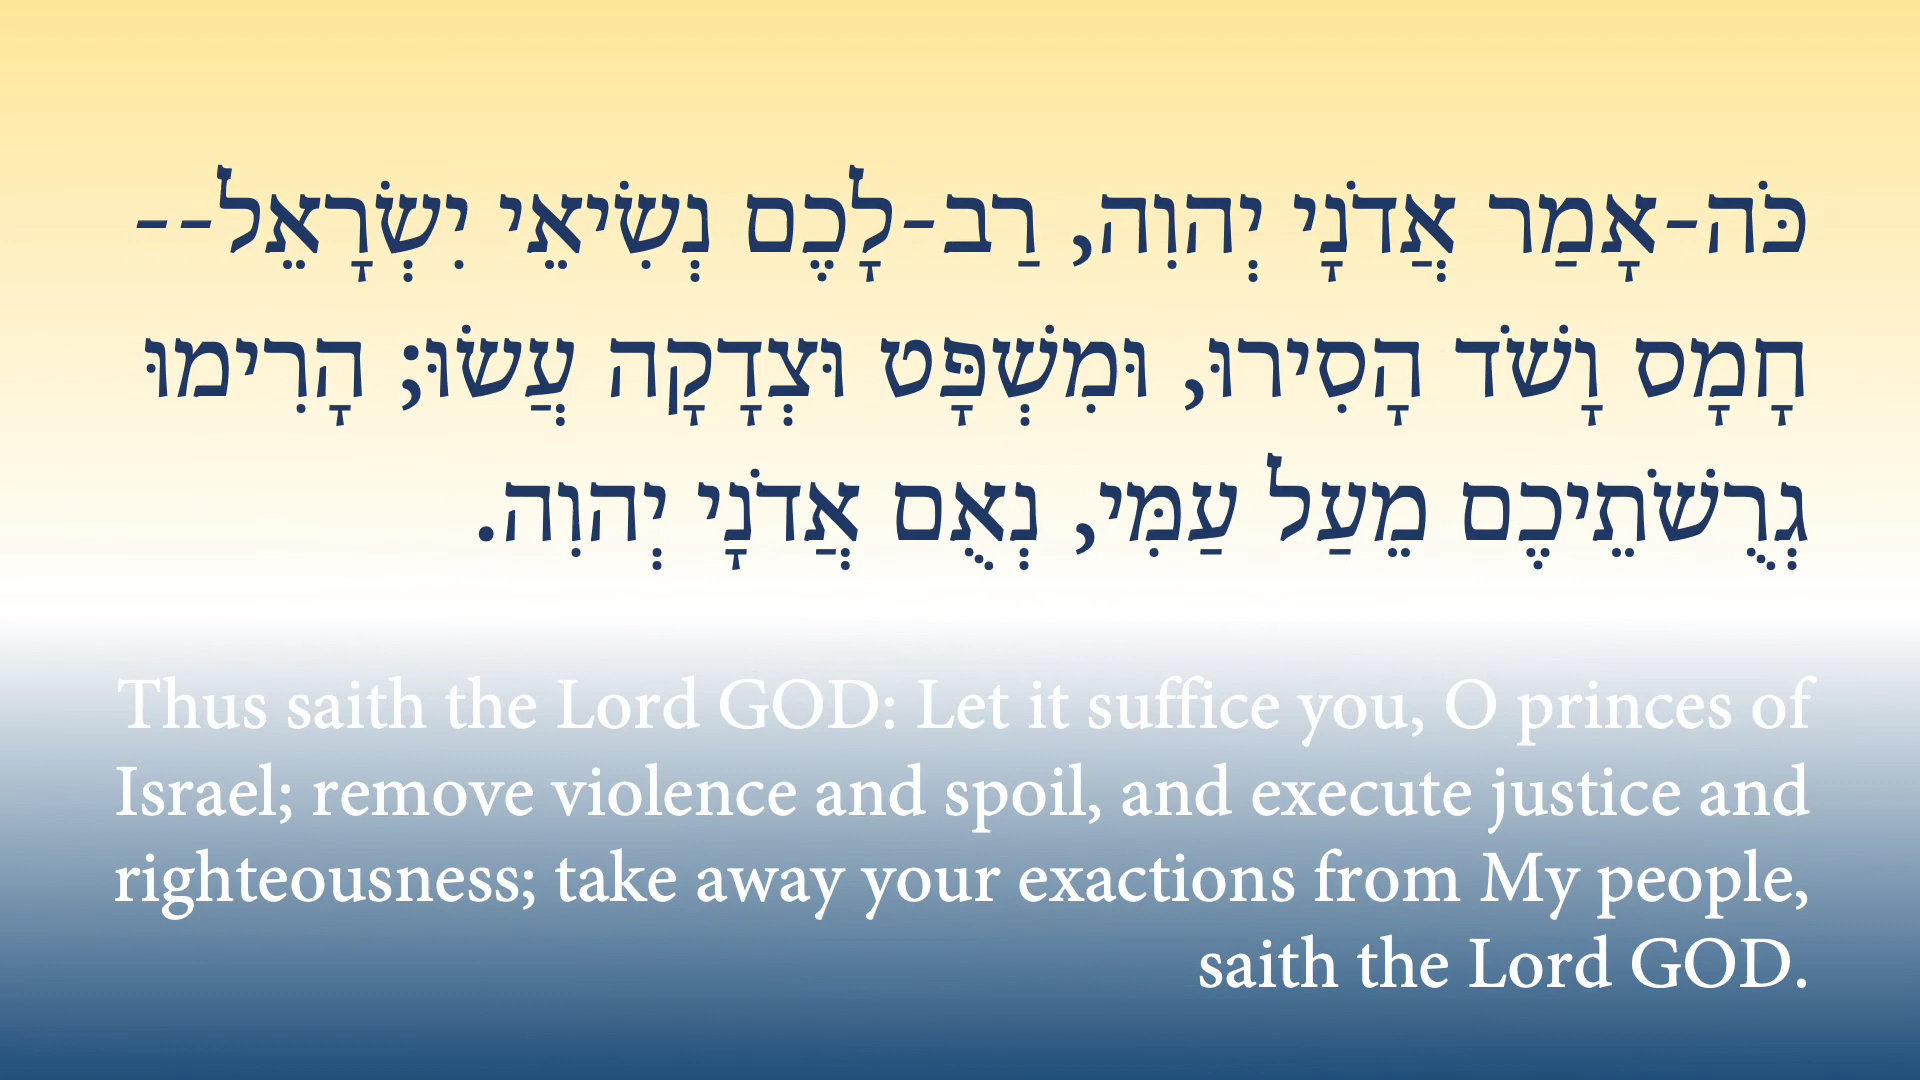 כֹּה-אָמַר אֲדֹנָי יְהוִה, רַב-לָכֶם נְשִׂיאֵי יִשְׂרָאֵל--
חָמָס וָשֹׁד הָסִירוּ, וּמִשְׁפָּט וּצְדָקָה עֲשׂוּ; הָרִימוּ
גְרֻשֹׁתֵיכֶם מֵעַל עַמִּי, נְאֻם אֲדֹנָי יְהוִה.
Thus saith the Lord GOD: Let it suffice you, O princes of
Israel; remove violence and spoil, and execute justice and
righteousness; take away your exactions from My people,
saith the Lord GOD.